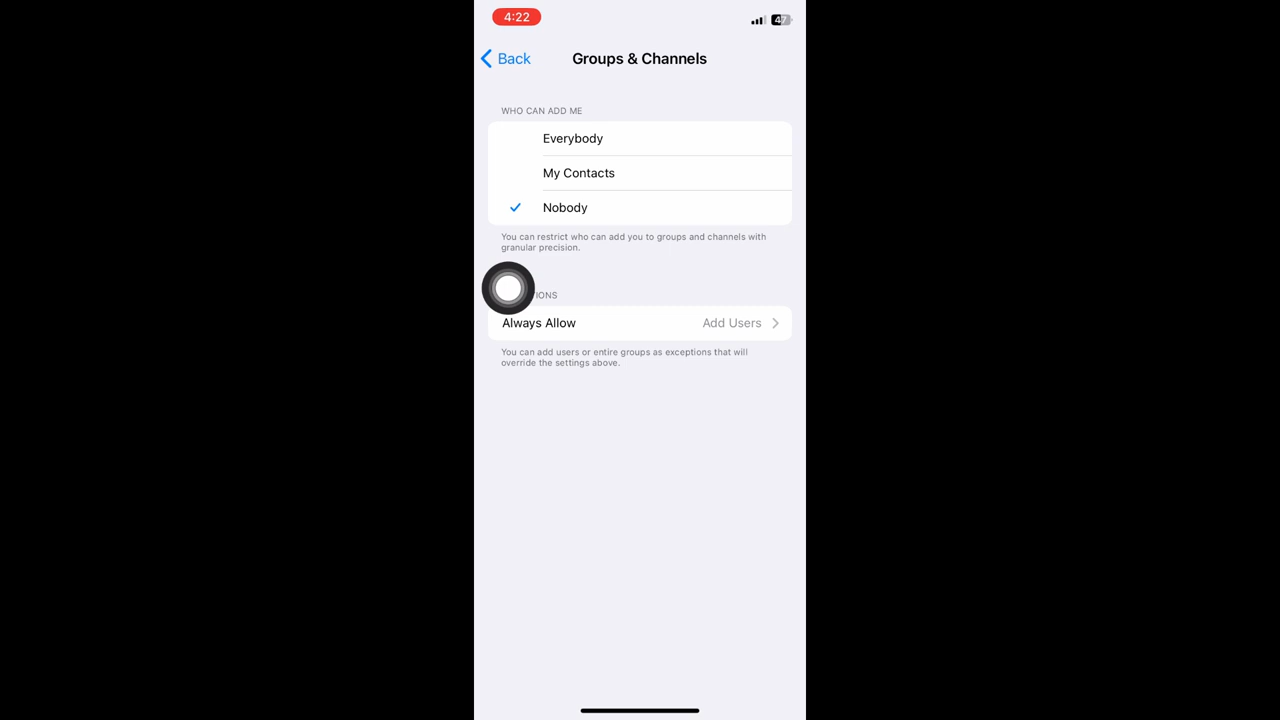 4:22
47
Back
Groups & Channels
WHO CAN ADD ME
Everybody
My Contacts
Nobody
You can restrict who can add you to groups and channels with
granular precision.
Always Allow
Add Users
You can add users or entire groups as exceptions that will
override the settings above.